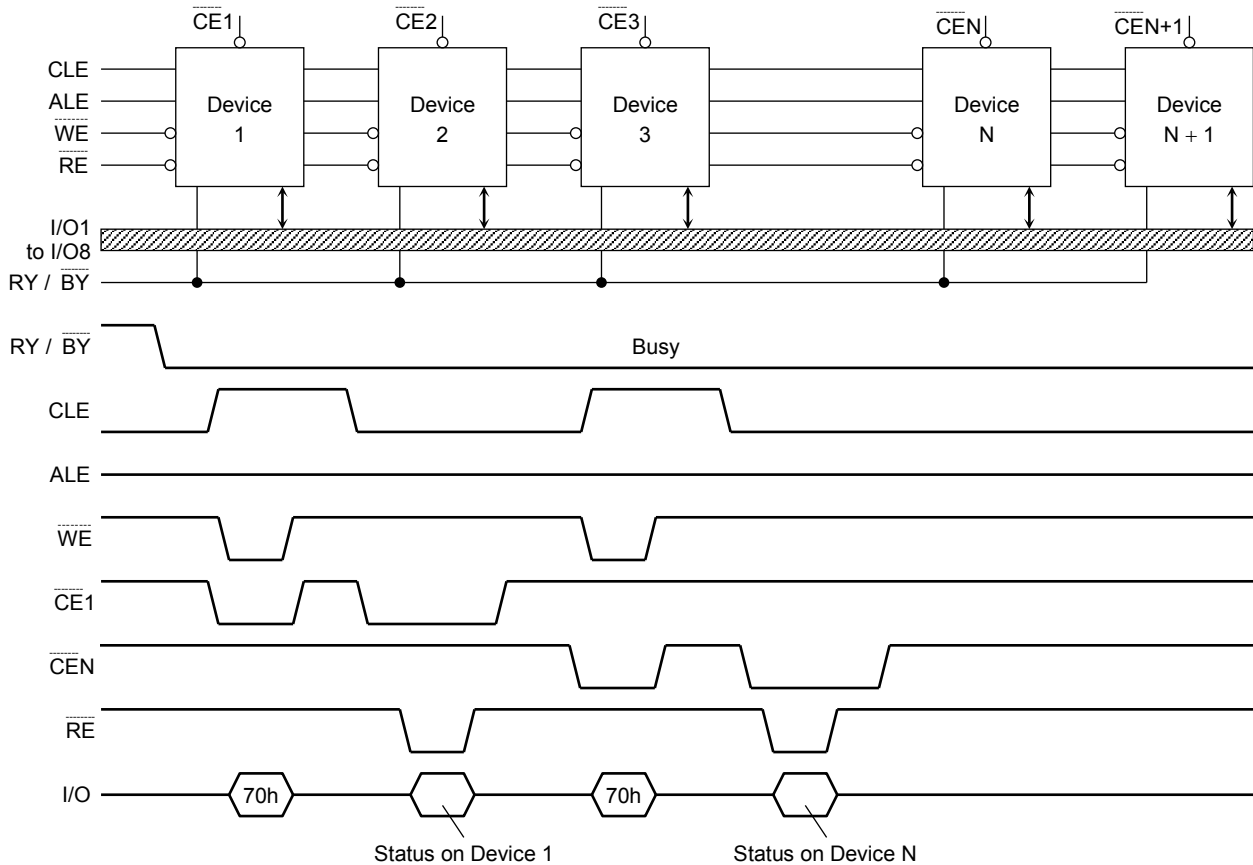 CE1 CE2 CE3 CEN CEN+1
CLE
ALE
WE
RE
Device 1
Device 2
Device 3
Device N
Device N + 1
I/O1 to I/O8
RY / BY
RY / BY
Busy
CLE
ALE
WE
CE1
CEN
RE
I/O
70h
70h
Status on Device 1
Status on Device N